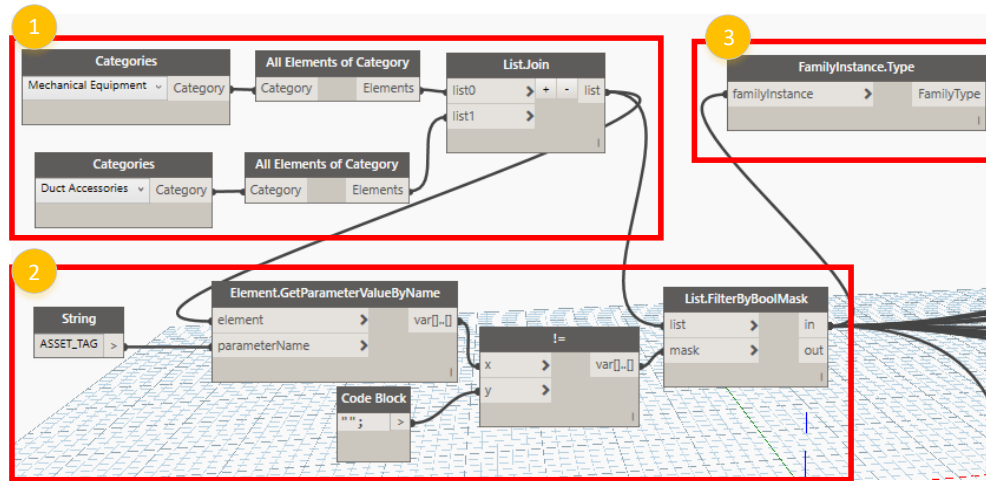 1
Categories
Mechanical Equipment
Category
All Elements of Category
Category
Elements
List.Join
list0
>
+
-
list
list1
>
Categories
Duct Accessories
Category
All Elements of Category
Category
Elements
3
FamilyInstance.Type
familyInstance
>
FamilyType
2
String
ASSET_TAG
>
Element.GetParameterValueByName
element
>
var[]..[]
parameterName
>
Code Block
"";
>
!=
x
>
var[]..[]
y
>
List.FilterByBoolMask
list
>
in
mask
>
out